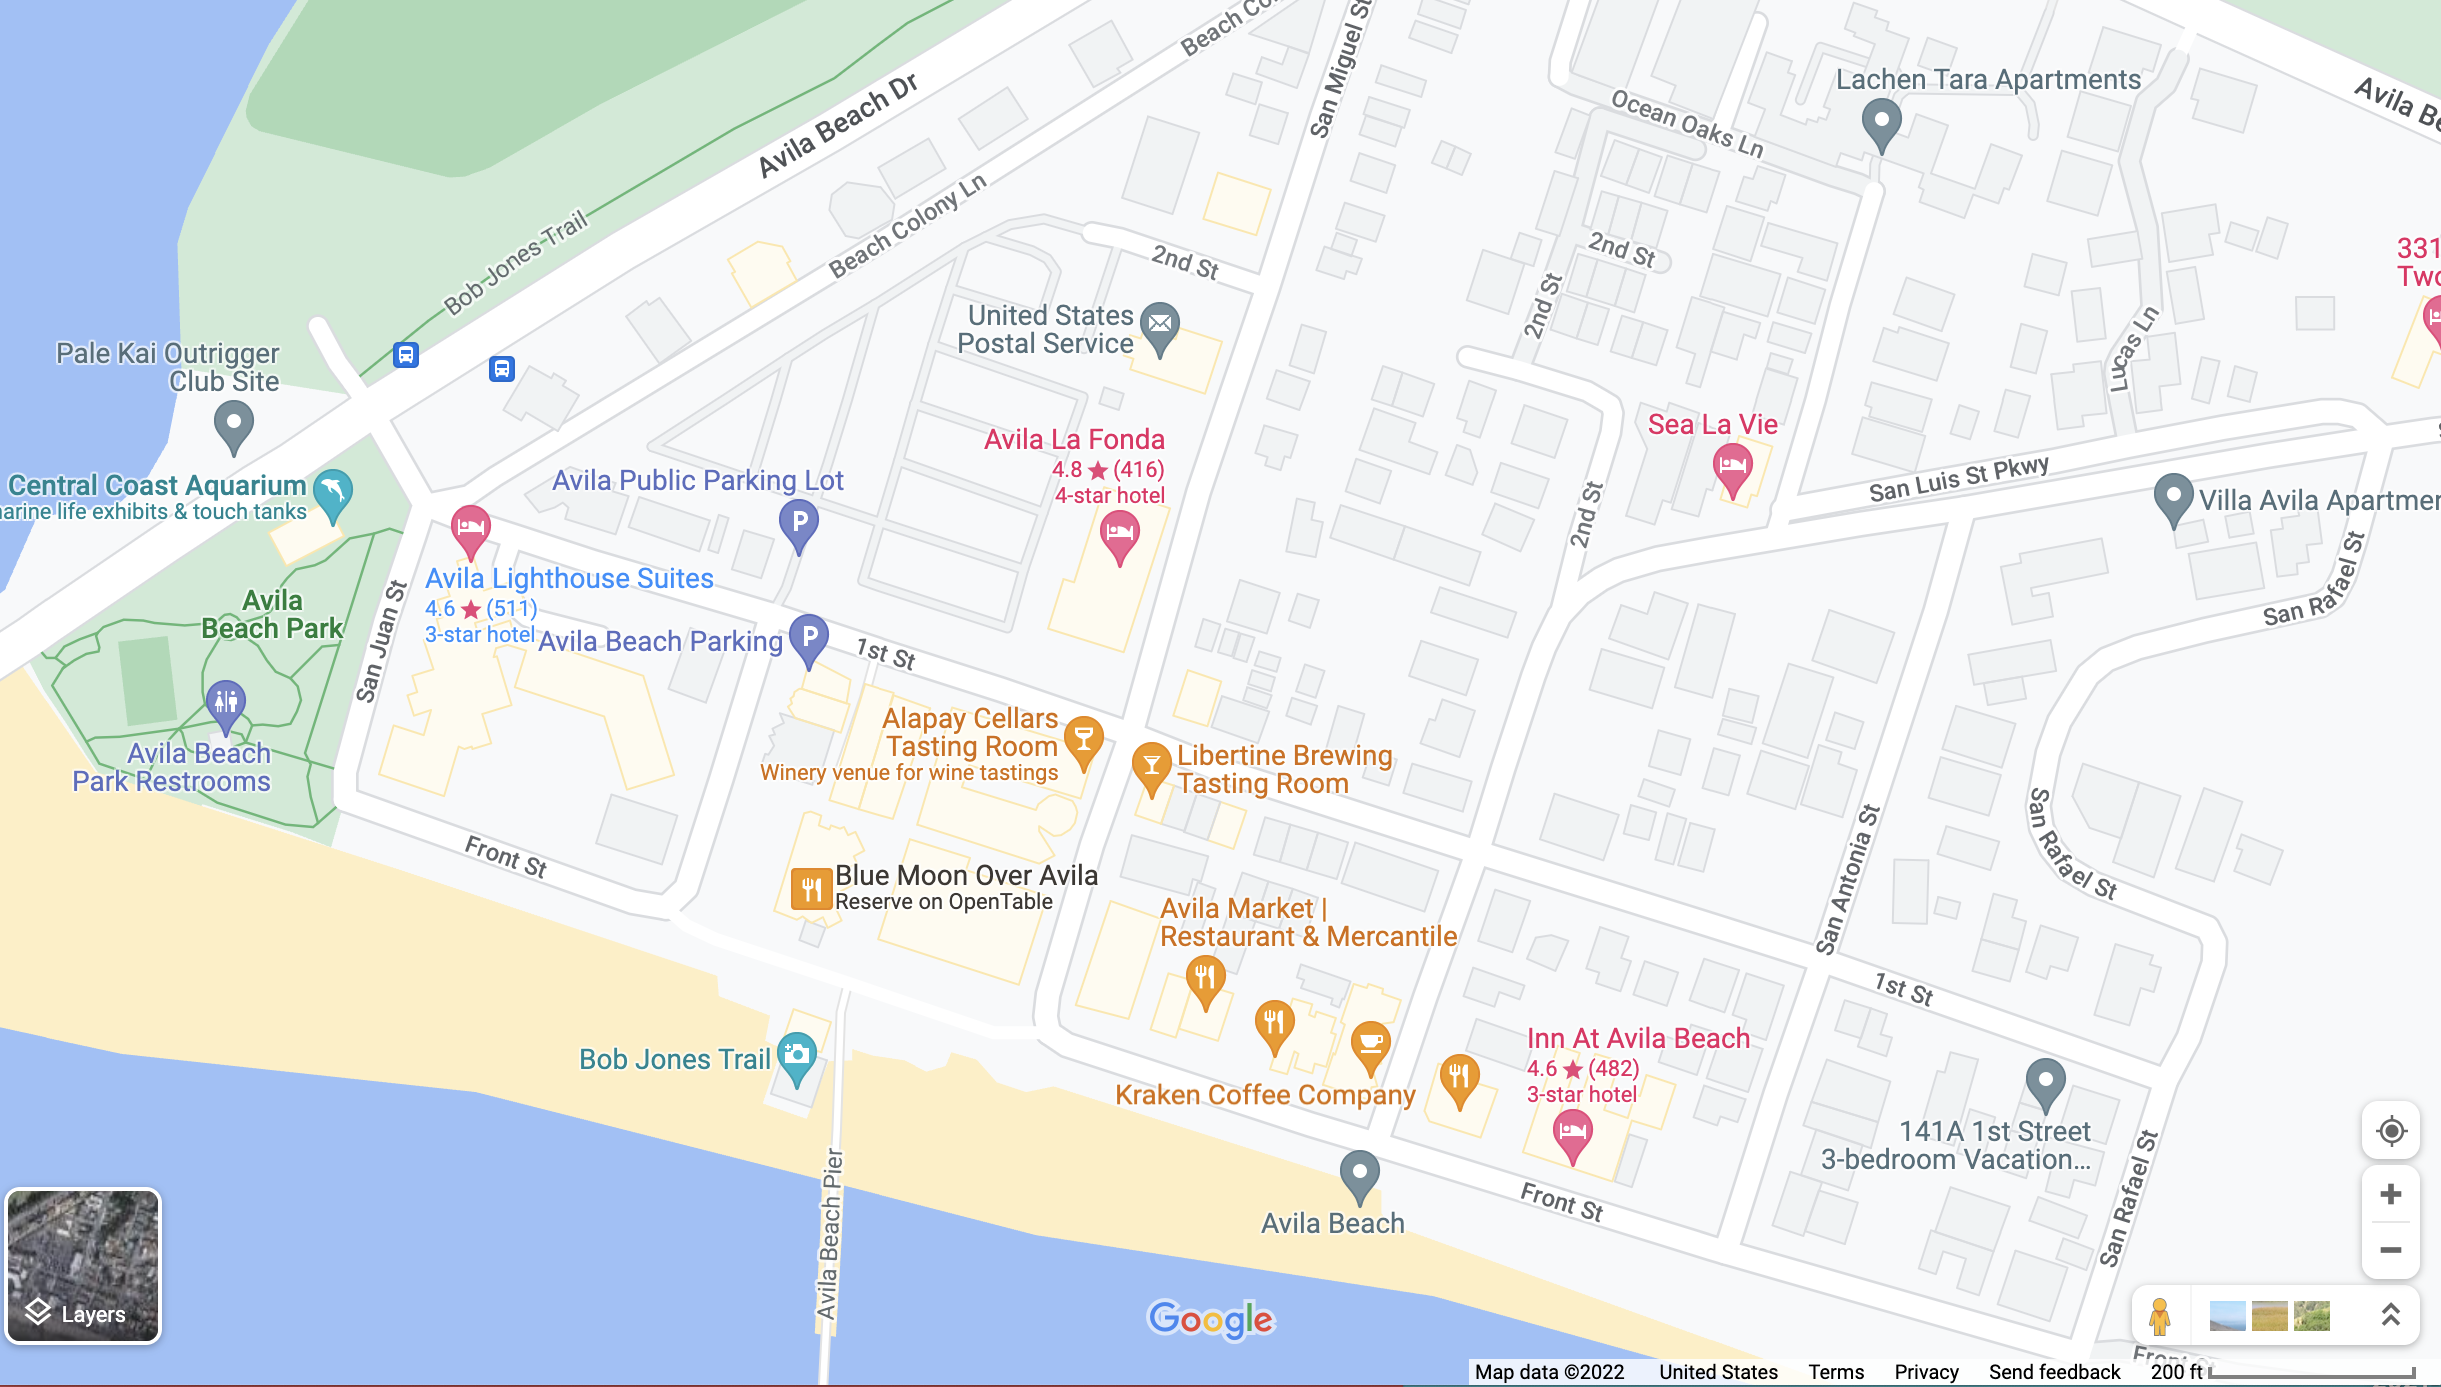 Beach Co
San Miguel St
Lachen Tara Apartments
Avila Be
Avila Beach Dr
Ocean Oaks Ln
Beach Colony Ln
Bob Jones Trail
2nd St
2nd St
331
Two
United States
Postal Service
2nd St
Lucas Ln
Pale Kai Outrigger
Club Site
Avila La Fonda
4.8 ★ (416)
4-star hotel
Sea La Vie
San Luis St Pkwy
Central Coast Aquarium
arine life exhibits & touch tanks
Avila Public Parking Lot
P
Villa Avila Apartmen
2nd St
San Rafael St
Avila Lighthouse Suites
4.6 ★ (511)
3-star hotel
Avila
Beach Park
San Juan St
Avila Beach Parking
P
1st St
Alapay Cellars
Tasting Room
Winery venue for wine tastings
Libertine Brewing
Tasting Room
Avila Beach
Park Restrooms
San Rafael St
San Antonia St
Front St
Blue Moon Over Avila
Reserve on OpenTable
Avila Market |
Restaurant & Mercantile
1st St
Bob Jones Trail
Kraken Coffee Company
Inn At Avila Beach
4.6 ★ (482)
3-star hotel
141A 1st Street
3-bedroom Vacation...
San Rafael St
Avila Beach Pier
Avila Beach
Front St
Layers
Google
Map data ©2022 United States Terms Privacy Send feedback 200 ft